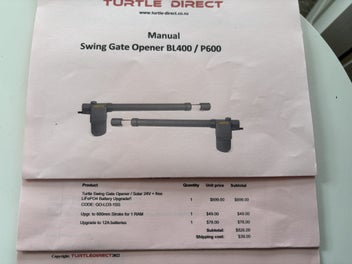 TURTLE DIRECT
www.turtle-direct.co.nz
Manual
Swing Gate Opener BL400 / P600
Product Quantity Unit price Subtotal
Turtle Swing Gate Opener / Solar 24V + free 1 $699.00 $699.00
LiFePO4 Battery Upgrade!!
Upgr. to 600mm Stroke for 1 RAM 1 $49.00 $49.00
Upgrade to 12A batteries 1 $78.00 $78.00
Subtotal:
Shipping cost: $39.00
Copyright: TURTLEDIRECT2022